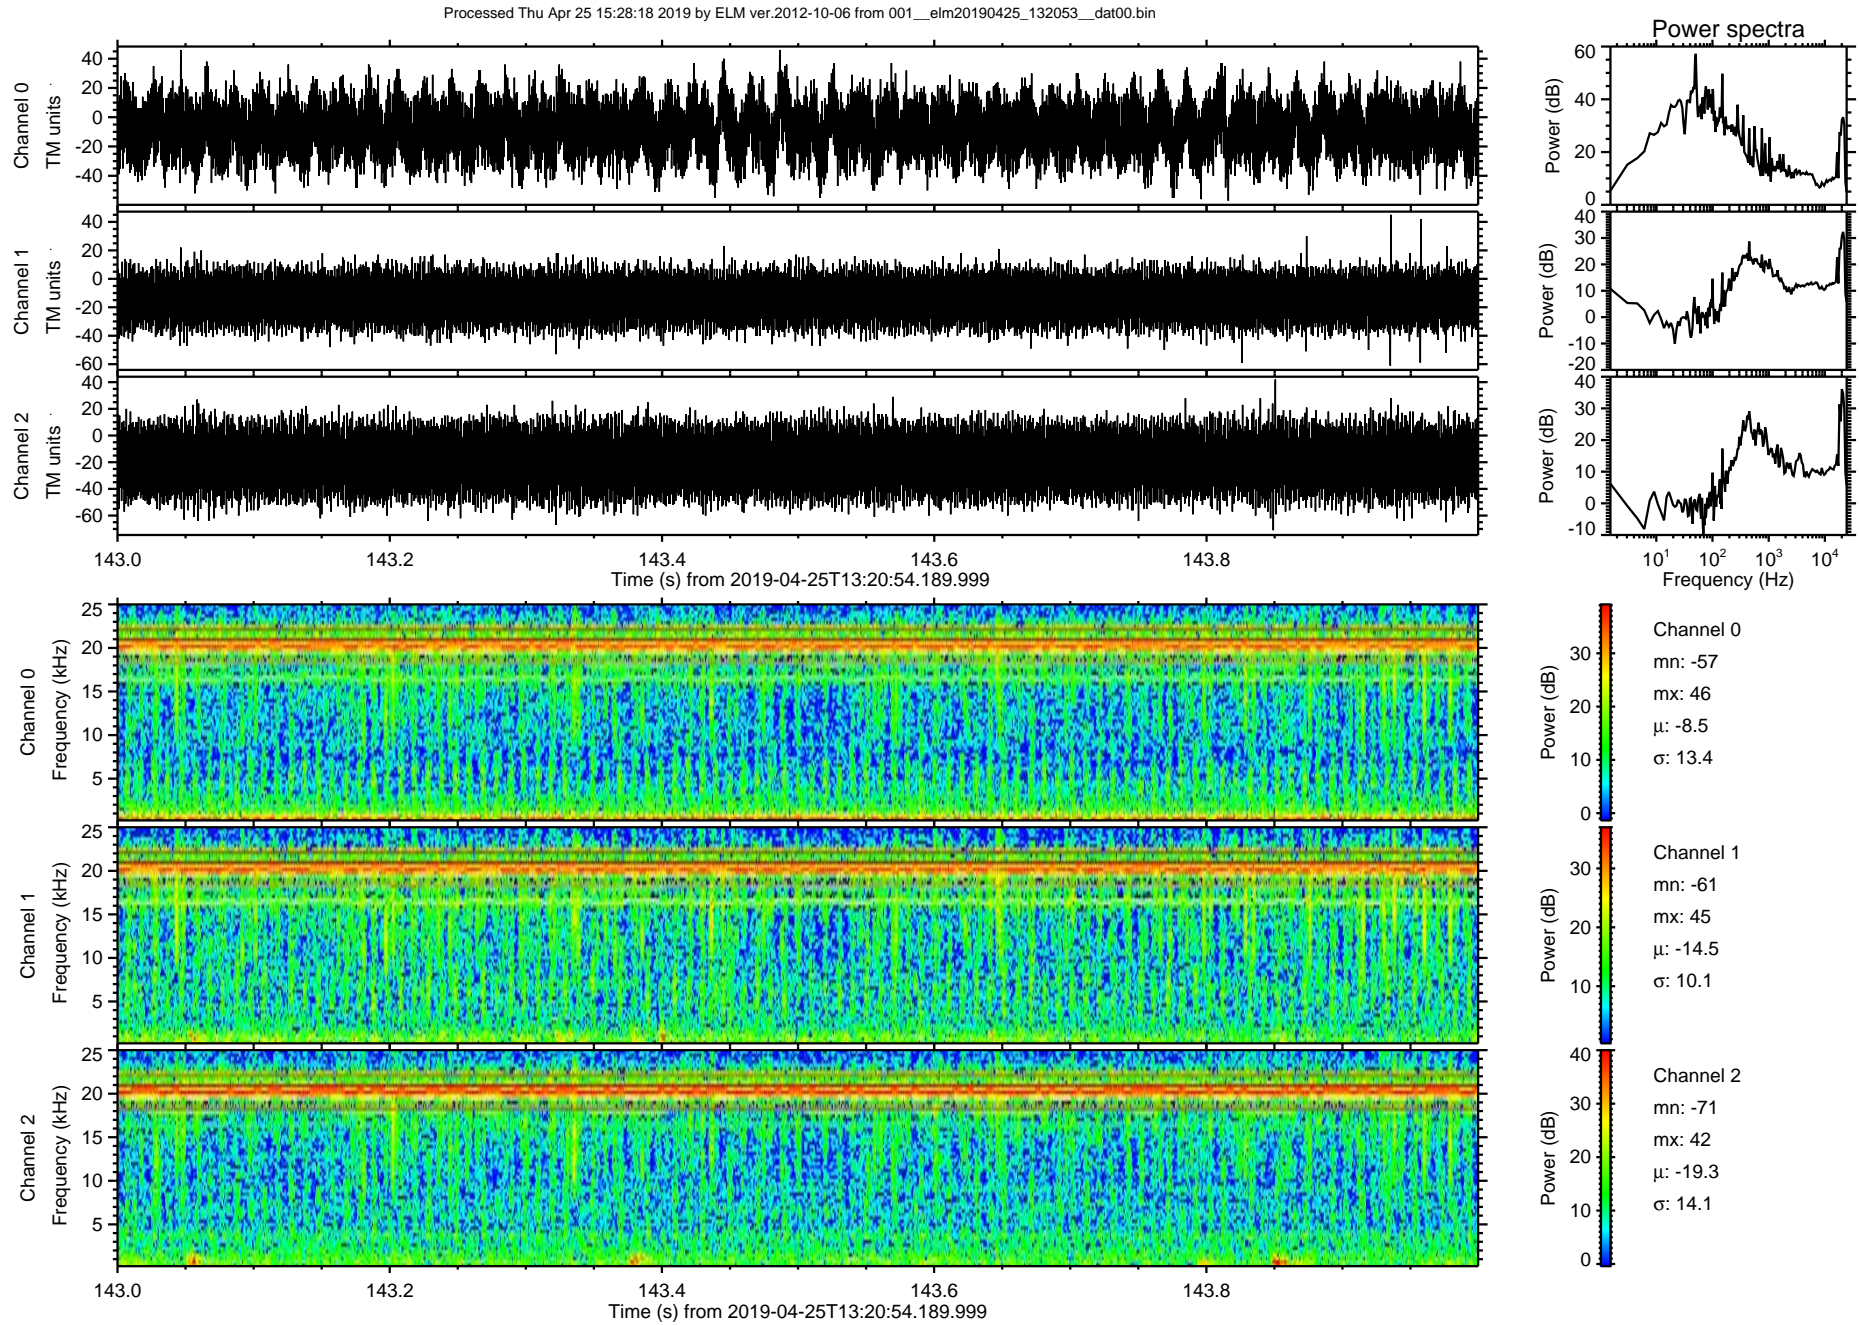 Processed Thu Apr 25 15:28:18 2019 by ELM ver.2012-10-06 from 001__elm20190425_132053__dat00.bin
Power spectra
Channel 0
TM units
40
20
0
-20
-40
Power (dB)
60
40
20
0
Channel 1
TM units
40
20
0
-20
-40
-60
Power (dB)
40
30
20
10
0
-10
-20
Channel 2
TM units
40
20
0
-20
-40
-60
Power (dB)
40
30
20
10
0
-10
143.0 143.2 143.4 143.6 143.8
Time (s) from 2019-04-25T13:20:54.189.999
10¹ 10² 10³ 10⁴
Frequency (Hz)
Channel 0
Frequency (kHz)
25
20
15
10
5
Power (dB)
30
20
10
0
Channel 0
mn: -57
mx: 46
μ: -8.5
σ: 13.4
Channel 1
Frequency (kHz)
25
20
15
10
5
Power (dB)
30
20
10
Channel 1
mn: -61
mx: 45
μ: -14.5
σ: 10.1
Channel 2
Frequency (kHz)
25
20
15
10
5
Power (dB)
40
30
20
10
0
Channel 2
mn: -71
mx: 42
μ: -19.3
σ: 14.1
143.0 143.2 143.4 143.6 143.8
Time (s) from 2019-04-25T13:20:54.189.999